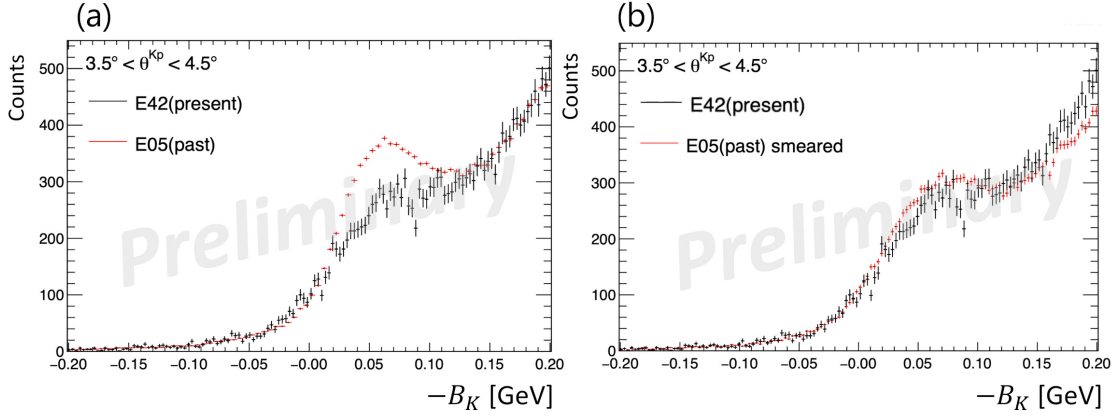 (a)
Counts
500
400
300
200
100
0
3.5° < θᴷᵖ < 4.5°
E42(present)
E05(past)
Preliminary
−0.20 −0.15 −0.10 −0.05 −0.00 0.05 0.10 0.15 0.20
−B_K [GeV]
(b)
Counts
500
400
300
200
100
0
3.5° < θᴷᵖ < 4.5°
E42(present)
E05(past) smeared
Preliminary
−0.20 −0.15 −0.10 −0.05 −0.00 0.05 0.10 0.15 0.20
−B_K [GeV]